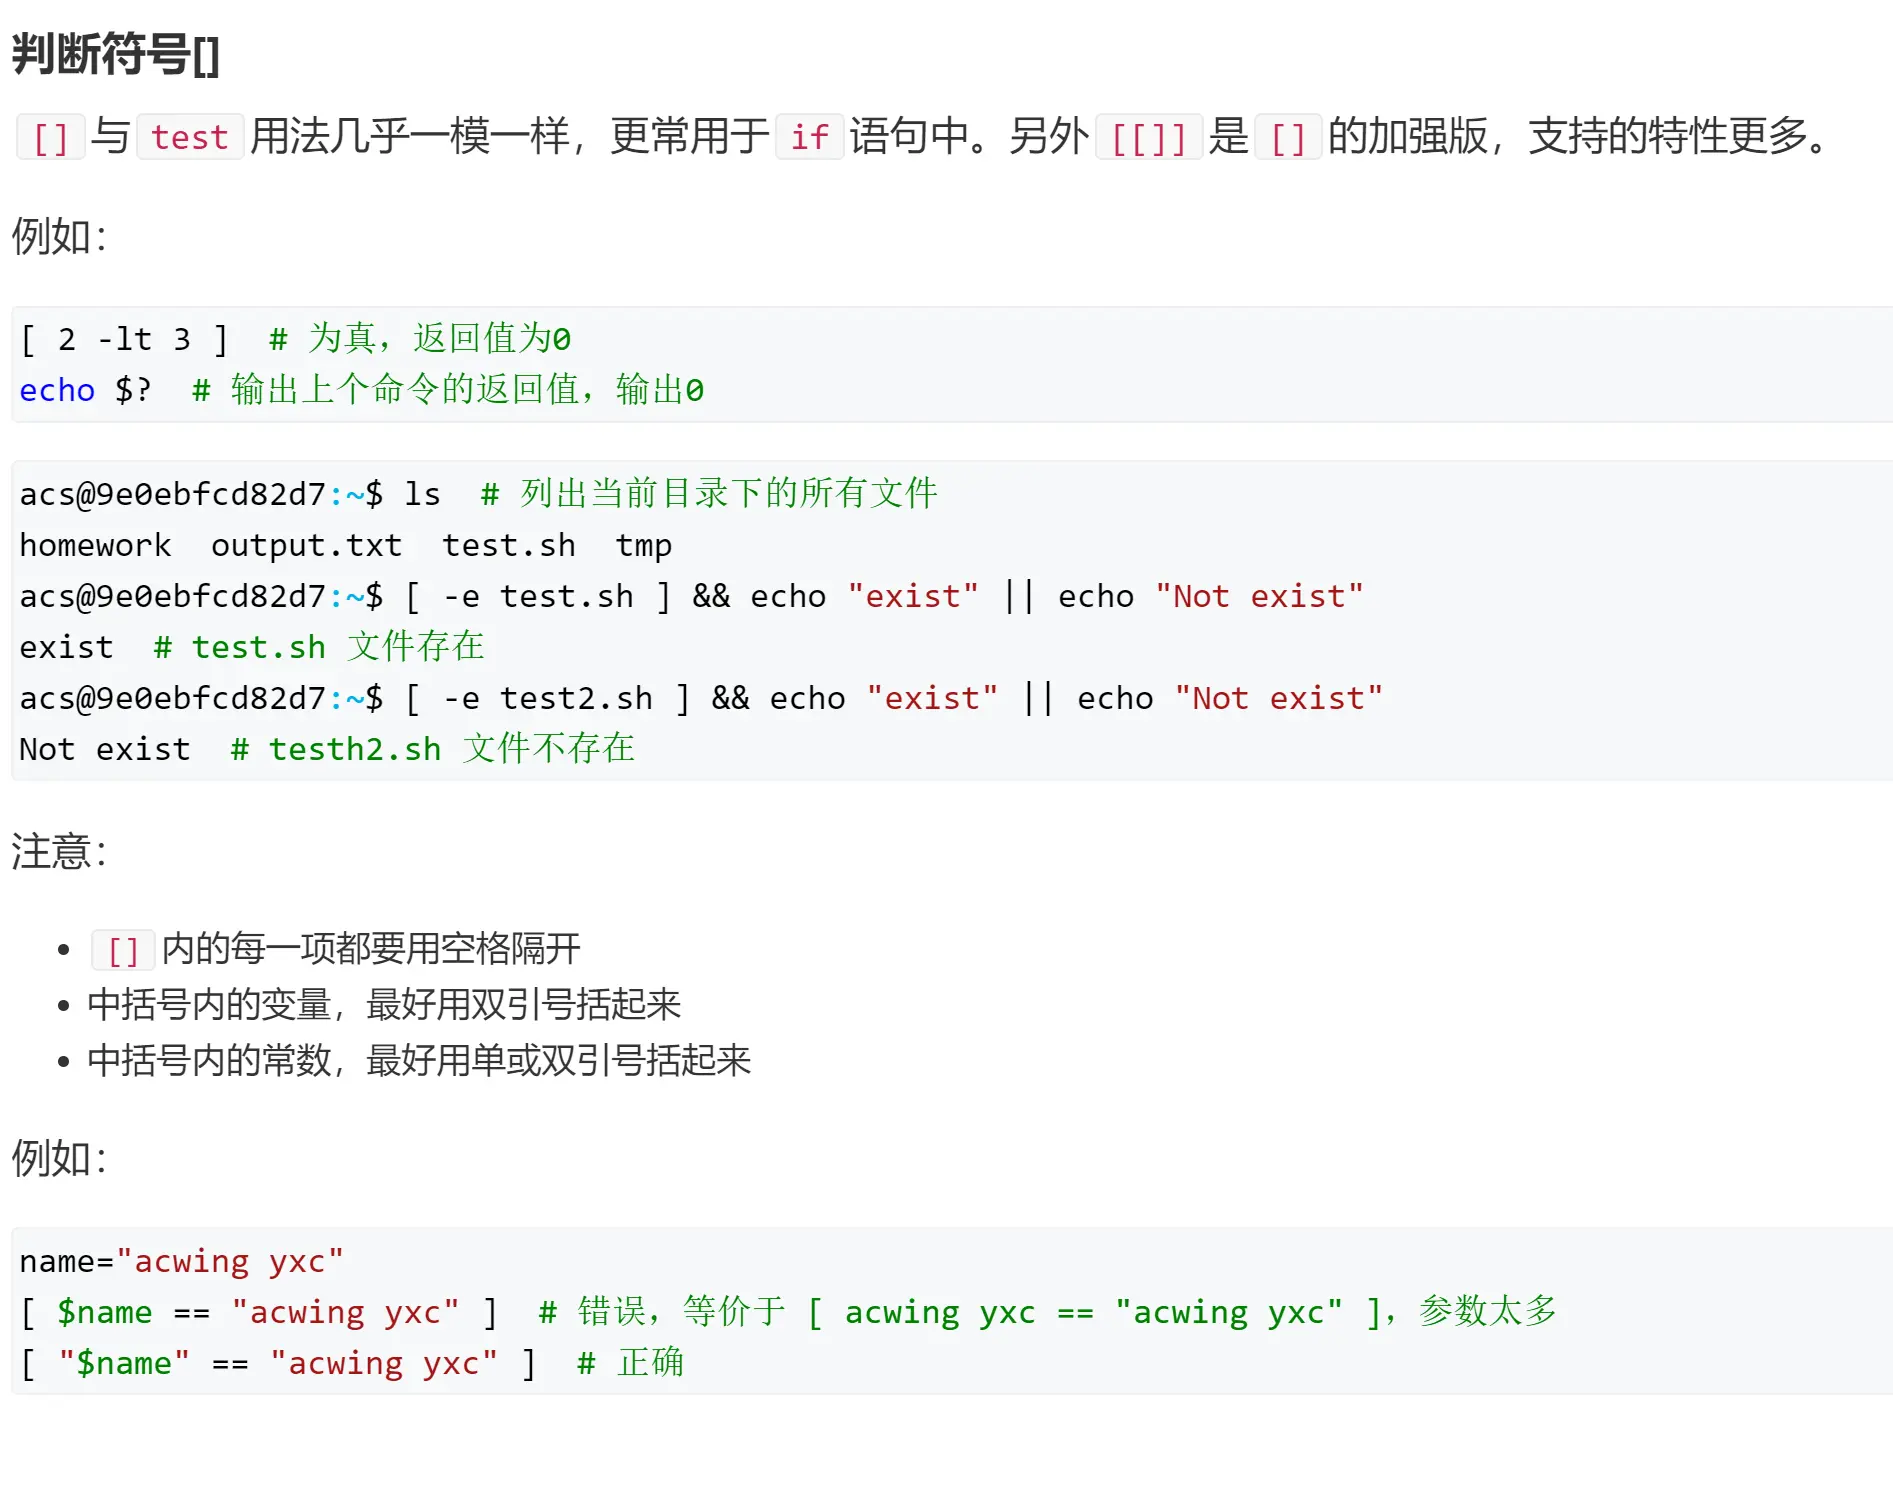 判断符号[]
[] 与 test 用法几乎一模一样，更常用于 if 语句中。另外 [[]] 是 [] 的加强版，支持的特性更多。
例如：
[ 2 -lt 3 ]  # 为真，返回值为0
echo $?  # 输出上个命令的返回值，输出0
acs@9e0ebfcd82d7:~$ ls  # 列出当前目录下的所有文件
homework  output.txt  test.sh  tmp
acs@9e0ebfcd82d7:~$ [ -e test.sh ] && echo "exist" || echo "Not exist"
exist  # test.sh 文件存在
acs@9e0ebfcd82d7:~$ [ -e test2.sh ] && echo "exist" || echo "Not exist"
Not exist  # testh2.sh 文件不存在
注意：
• [] 内的每一项都要用空格隔开
• 中括号内的变量，最好用双引号括起来
• 中括号内的常数，最好用单或双引号括起来
例如：
name="acwing yxc"
[ $name == "acwing yxc" ]  # 错误，等价于 [ acwing yxc == "acwing yxc" ]，参数太多
[ "$name" == "acwing yxc" ]  # 正确